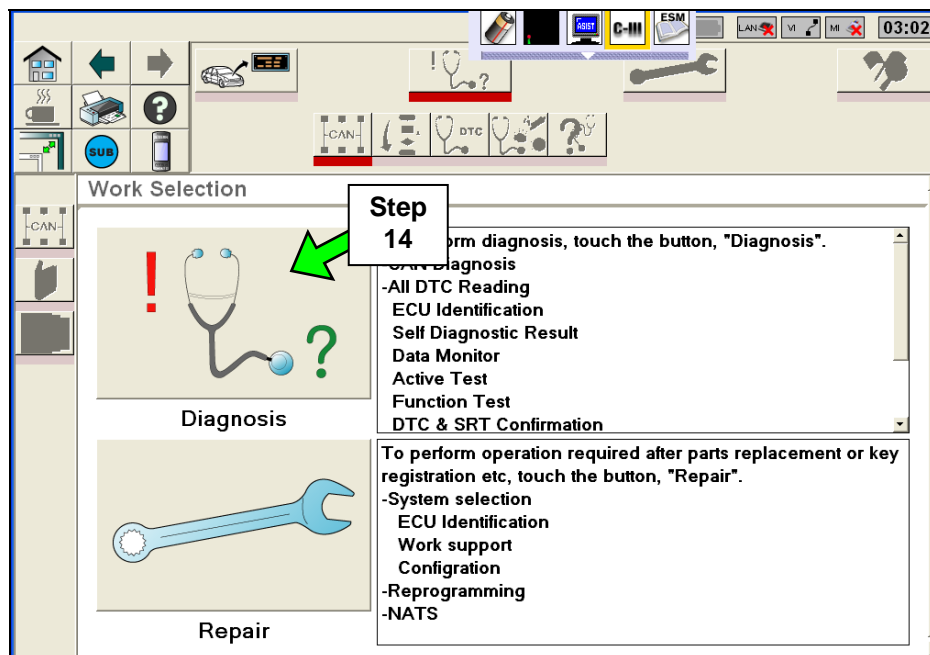 ASIST
C-III
ESM
LAN
VI
MI
03:02
! ?
?
-CAN-
DTC
?
SUB
Work Selection
-CAN-
Step
14
orm diagnosis, touch the button, "Diagnosis".
-CAN Diagnosis
-All DTC Reading
ECU Identification
Self Diagnostic Result
Data Monitor
Active Test
Function Test
DTC & SRT Confirmation
! ?
Diagnosis
To perform operation required after parts replacement or key
registration etc, touch the button, "Repair".
-System selection
ECU Identification
Work support
Configration
-Reprogramming
-NATS
Repair